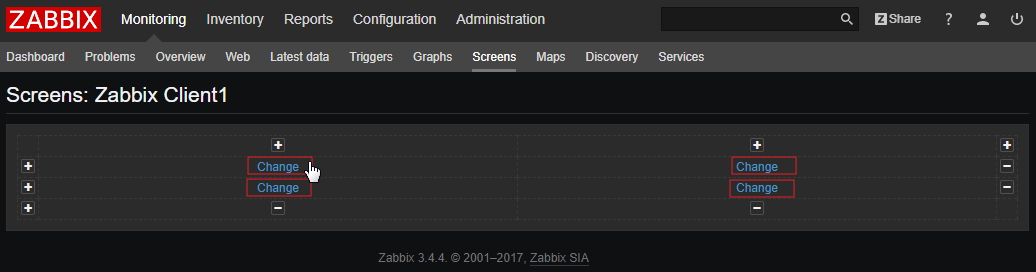 ZABBIX Monitoring Inventory Reports Configuration Administration Z Share ?
Dashboard Problems Overview Web Latest data Triggers Graphs Screens Maps Discovery Services
Screens: Zabbix Client1
+ + +
+ Change Change −
+ Change Change −
+ − −
Zabbix 3.4.4. © 2001–2017, Zabbix SIA